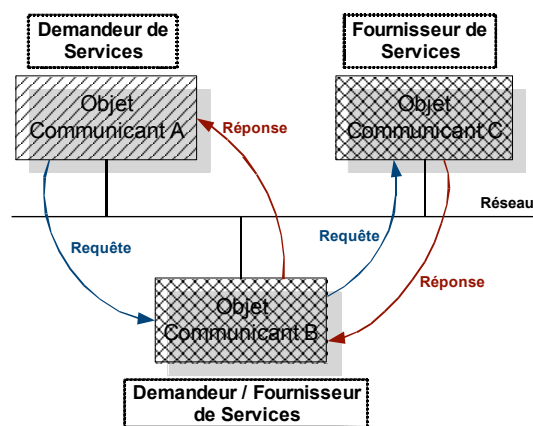 Demandeur de
Services
Fournisseur de
Services
Objet
Communicant A
Réponse
Objet
Communicant C
Réseau
Requête
Requête
Réponse
Objet
Communicant B
Demandeur / Fournisseur
de Services